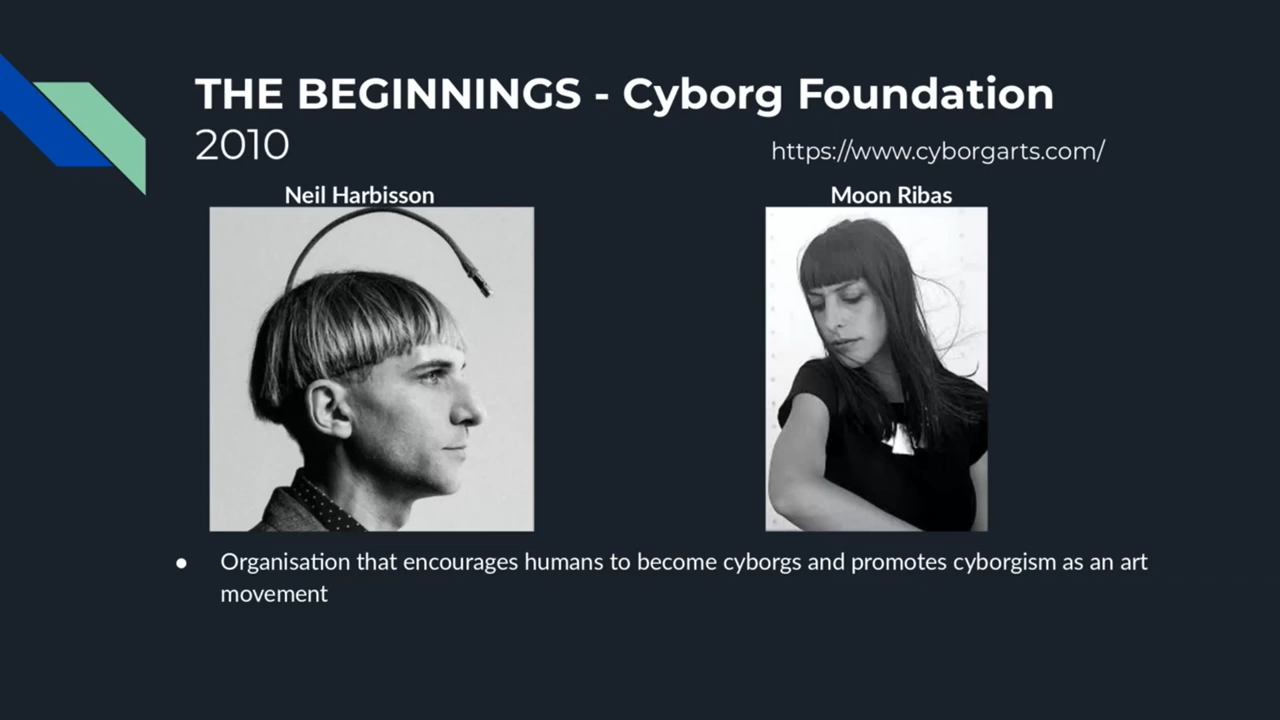 THE BEGINNINGS - Cyborg Foundation
2010
https://www.cyborgarts.com/
Neil Harbisson
Moon Ribas
● Organisation that encourages humans to become cyborgs and promotes cyborgism as an art
movement